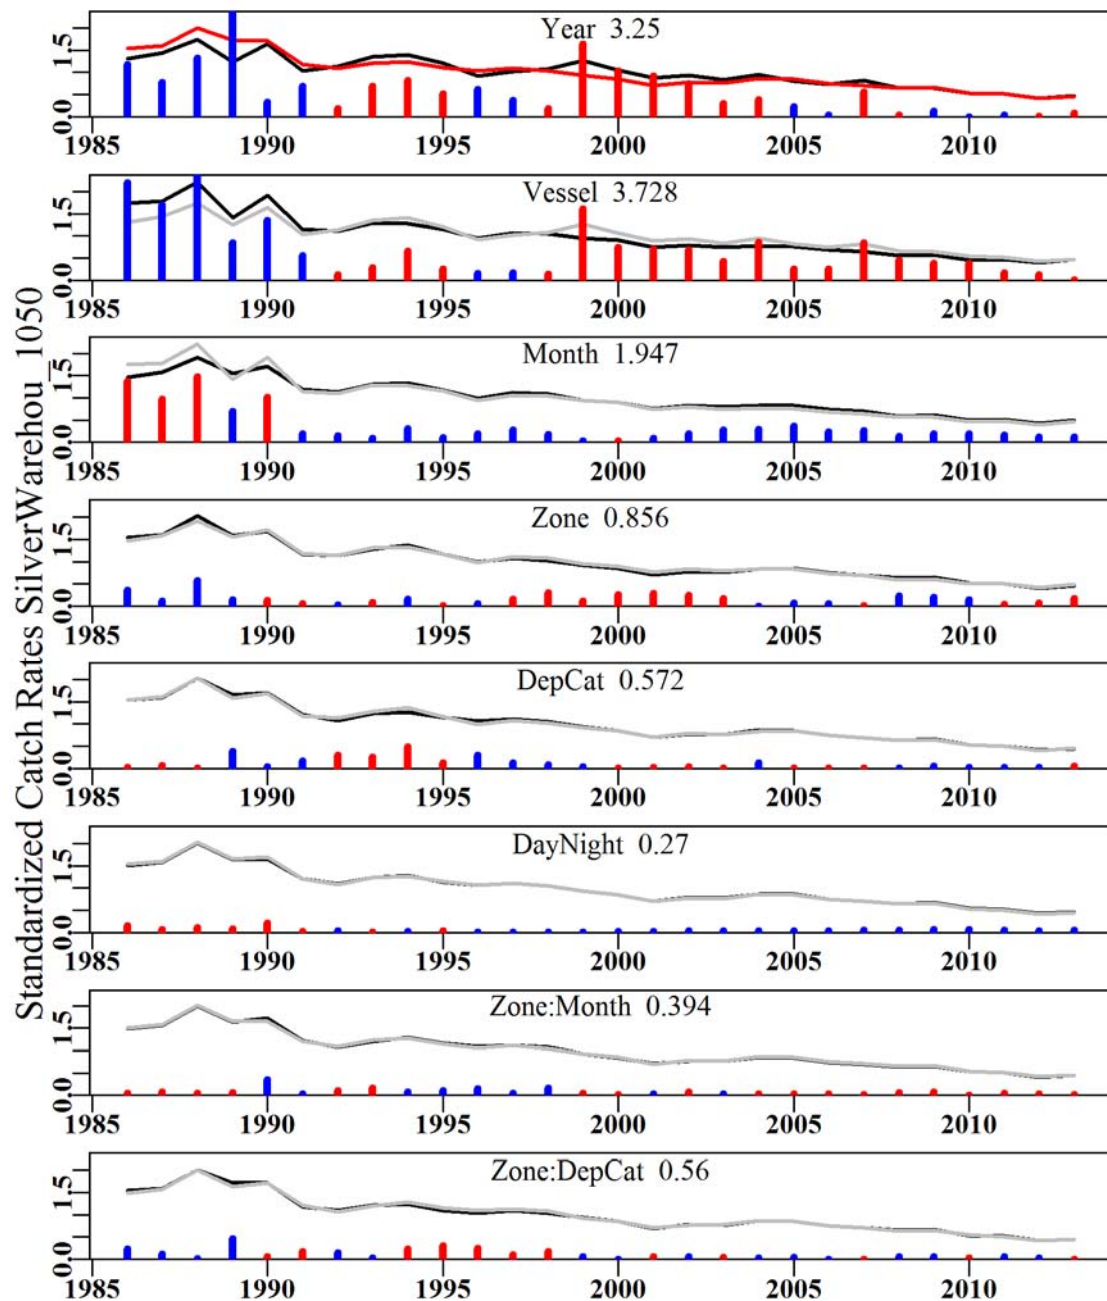 Standardized Catch Rates SilverWarehou_1050
Year 3.25
0.0 1.5
1985 1990 1995 2000 2005 2010
Vessel 3.728
0.0 1.5
1985 1990 1995 2000 2005 2010
Month 1.947
0.0 1.5
1985 1990 1995 2000 2005 2010
Zone 0.856
0.0 1.5
1985 1990 1995 2000 2005 2010
DepCat 0.572
0.0 1.5
1985 1990 1995 2000 2005 2010
DayNight 0.27
0.0 1.5
1985 1990 1995 2000 2005 2010
Zone:Month 0.394
0.0 1.5
1985 1990 1995 2000 2005 2010
Zone:DepCat 0.56
0.0 1.5
1985 1990 1995 2000 2005 2010